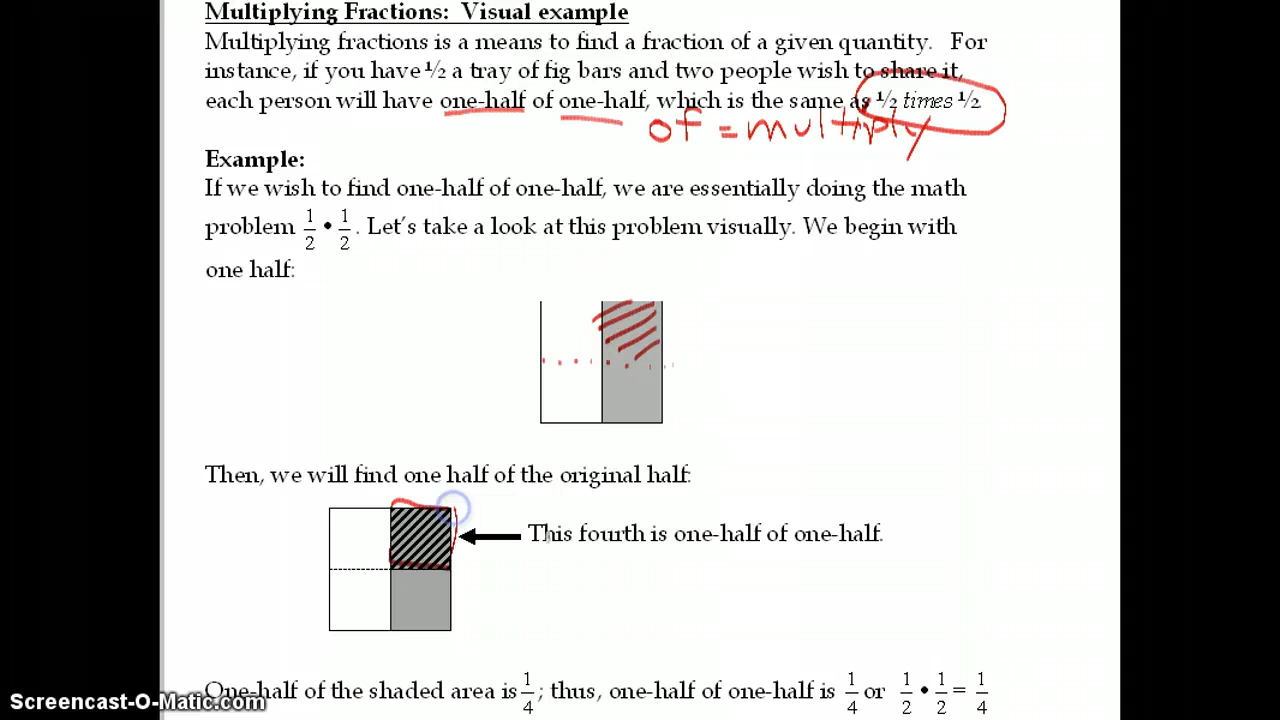 Multiplying Fractions: Visual example
Multiplying fractions is a means to find a fraction of a given quantity. For
instance, if you have ½ a tray of fig bars and two people wish to share it,
each person will have one-half of one-half, which is the same as ½ times ½
of = multiply
Example:
If we wish to find one-half of one-half, we are essentially doing the math
problem 1/2 • 1/2. Let's take a look at this problem visually. We begin with
one half:
Then, we will find one half of the original half:
This fourth is one-half of one-half.
One-half of the shaded area is 1/4; thus, one-half of one-half is 1/4 or 1/2 • 1/2 = 1/4
Screencast-O-Matic.com